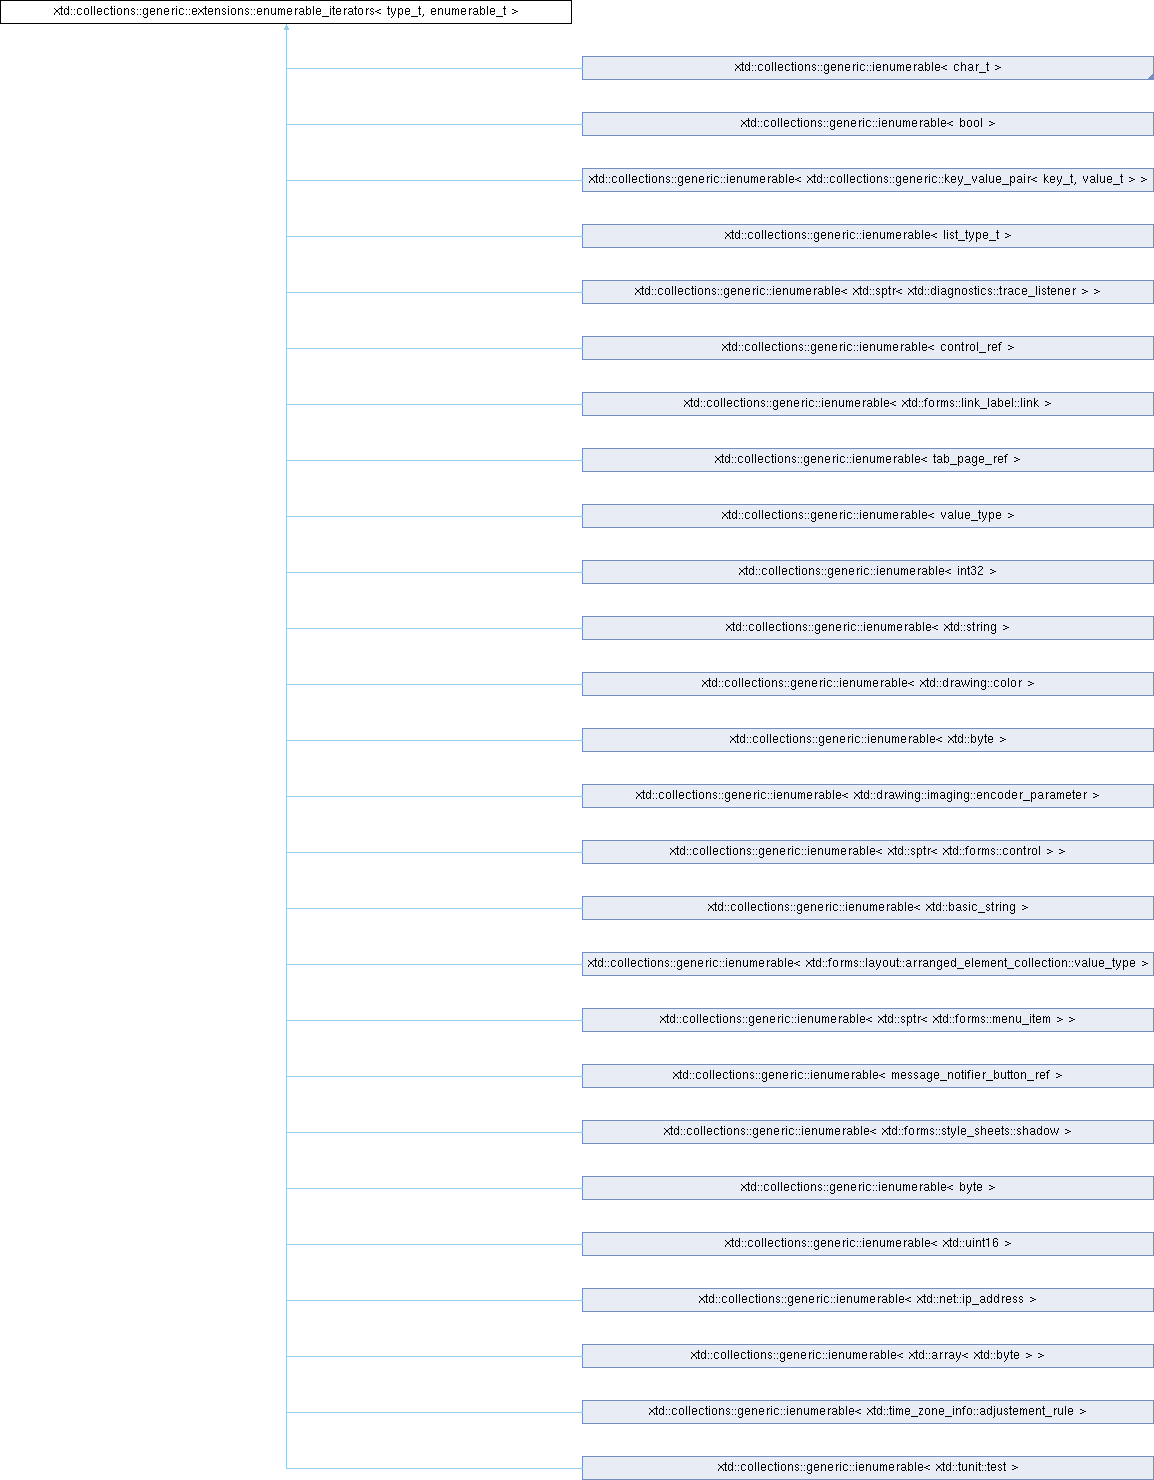 xtd::collections::generic::extensions::enumerable_iterators< type_t, enumerable_t >
xtd::collections::generic::ienumerable< char_t >
xtd::collections::generic::ienumerable< bool >
xtd::collections::generic::ienumerable< xtd::collections::generic::key_value_pair< key_t, value_t > >
xtd::collections::generic::ienumerable< list_type_t >
xtd::collections::generic::ienumerable< xtd::sptr< xtd::diagnostics::trace_listener > >
xtd::collections::generic::ienumerable< control_ref >
xtd::collections::generic::ienumerable< xtd::forms::link_label::link >
xtd::collections::generic::ienumerable< tab_page_ref >
xtd::collections::generic::ienumerable< value_type >
xtd::collections::generic::ienumerable< int32 >
xtd::collections::generic::ienumerable< xtd::string >
xtd::collections::generic::ienumerable< xtd::drawing::color >
xtd::collections::generic::ienumerable< xtd::byte >
xtd::collections::generic::ienumerable< xtd::drawing::imaging::encoder_parameter >
xtd::collections::generic::ienumerable< xtd::sptr< xtd::forms::control > >
xtd::collections::generic::ienumerable< xtd::basic_string >
xtd::collections::generic::ienumerable< xtd::forms::layout::arranged_element_collection::value_type >
xtd::collections::generic::ienumerable< xtd::sptr< xtd::forms::menu_item > >
xtd::collections::generic::ienumerable< message_notifier_button_ref >
xtd::collections::generic::ienumerable< xtd::forms::style_sheets::shadow >
xtd::collections::generic::ienumerable< byte >
xtd::collections::generic::ienumerable< xtd::uint16 >
xtd::collections::generic::ienumerable< xtd::net::ip_address >
xtd::collections::generic::ienumerable< xtd::array< xtd::byte > >
xtd::collections::generic::ienumerable< xtd::time_zone_info::adjustement_rule >
xtd::collections::generic::ienumerable< xtd::tunit::test >